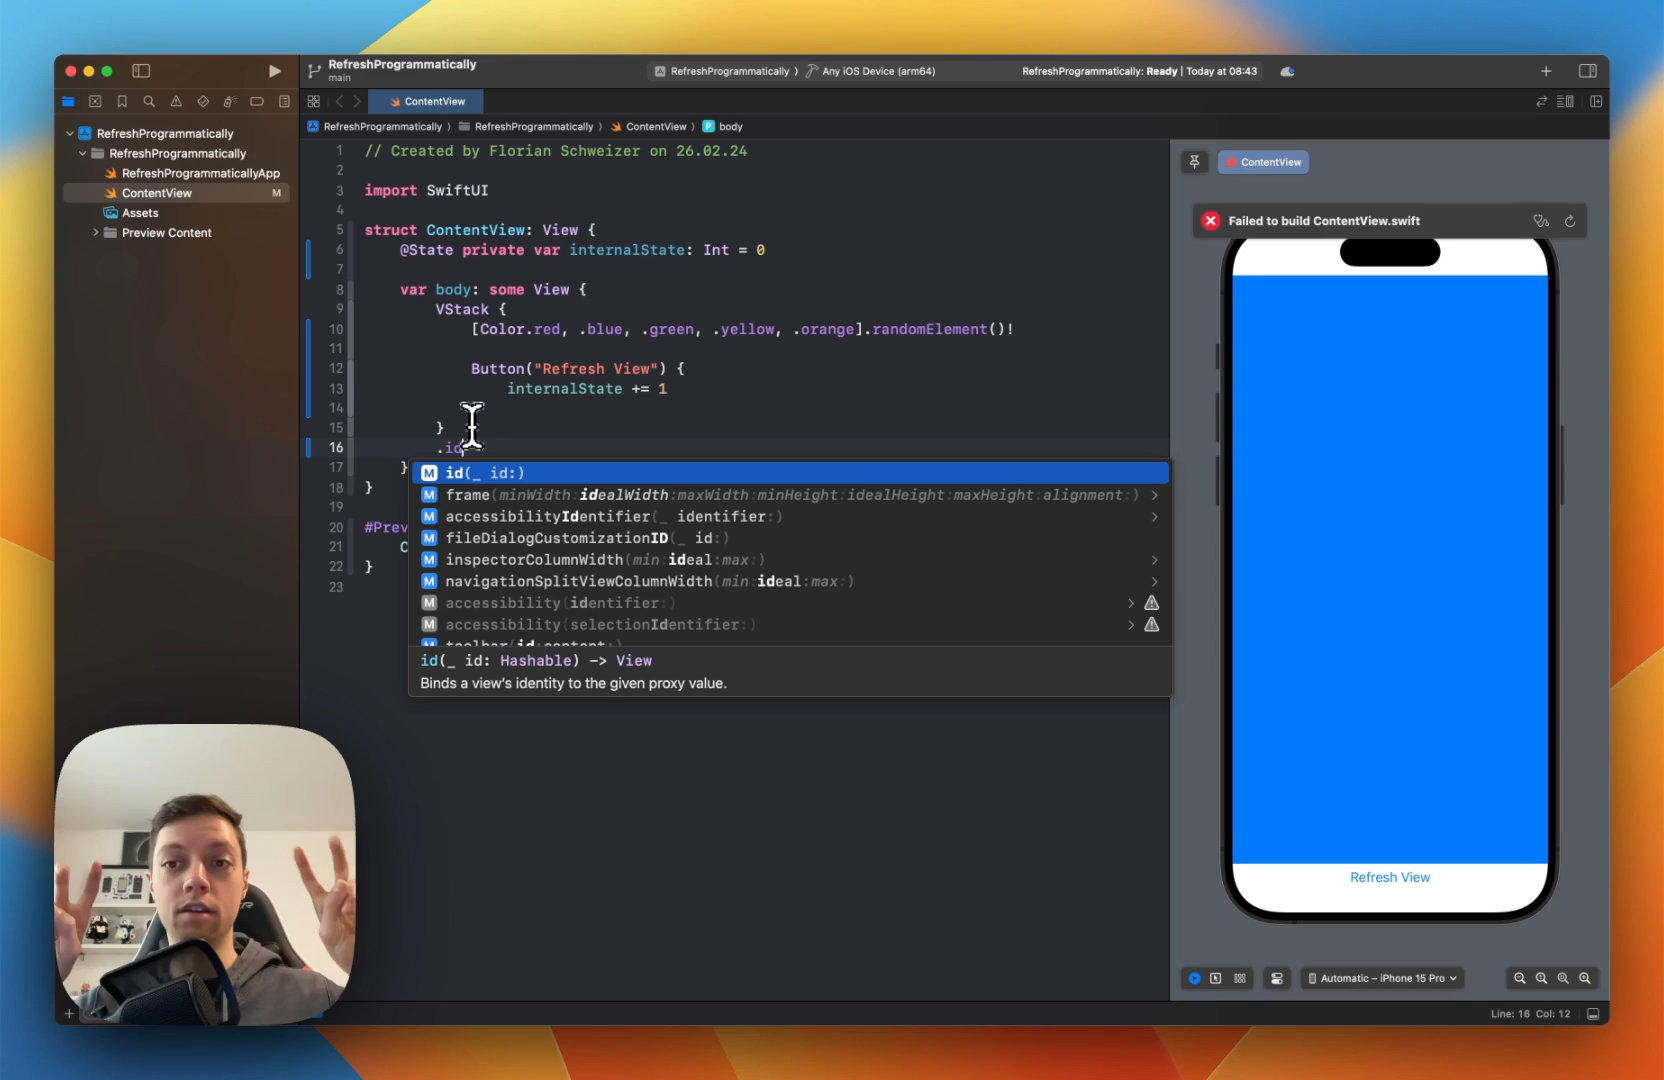 RefreshProgrammatically
main
RefreshProgrammatically 〉 Any iOS Device (arm64)
RefreshProgrammatically: Ready | Today at 08:43
ContentView
RefreshProgrammatically 〉 RefreshProgrammatically 〉 ContentView 〉 P body
RefreshProgrammatically
RefreshProgrammatically
RefreshProgrammaticallyApp
ContentView M
Assets
Preview Content
1 // Created by Florian Schweizer on 26.02.24
2
3 import SwiftUI
4
5 struct ContentView: View {
6 @State private var internalState: Int = 0
7
8 var body: some View {
9 VStack {
10 [Color.red, .blue, .green, .yellow, .orange].randomElement()!
11
12 Button("Refresh View") {
13 internalState += 1
14
15 }
16 .id
17 }
18 }
19
20 #Prev
21 C
22 }
23
M id(_ id:)
M frame(minWidth:idealWidth:maxWidth:minHeight:idealHeight:maxHeight:alignment:)
M accessibilityIdentifier(_ identifier:)
M fileDialogCustomizationID(_ id:)
M inspectorColumnWidth(min:ideal:max:)
M navigationSplitViewColumnWidth(min:ideal:max:)
M accessibility(identifier:)
M accessibility(selectionIdentifier:)
M toolbar(id:content:)
id(_ id: Hashable) -> View
Binds a view's identity to the given proxy value.
ContentView
Failed to build ContentView.swift
Refresh View
Automatic – iPhone 15 Pro
Line: 16 Col: 12